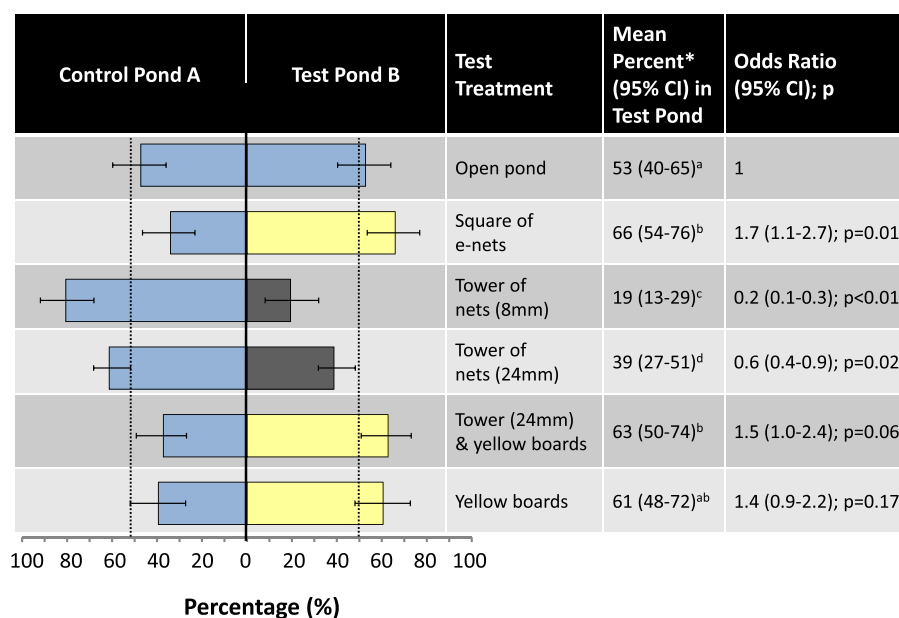 Control Pond A
Test Pond B
Test
Treatment
Mean
Percent*
(95% CI) in
Test Pond
Odds Ratio
(95% CI); p
Open pond
53 (40-65)ᵃ
1
Square of
e-nets
66 (54-76)ᵇ
1.7 (1.1-2.7); p=0.01
Tower of
nets (8mm)
19 (13-29)ᶜ
0.2 (0.1-0.3); p<0.01
Tower of
nets (24mm)
39 (27-51)ᵈ
0.6 (0.4-0.9); p=0.02
Tower (24mm)
& yellow boards
63 (50-74)ᵇ
1.5 (1.0-2.4); p=0.06
Yellow boards
61 (48-72)ᵃᵇ
1.4 (0.9-2.2); p=0.17
100 80 60 40 20 0 20 40 60 80 100
Percentage (%)